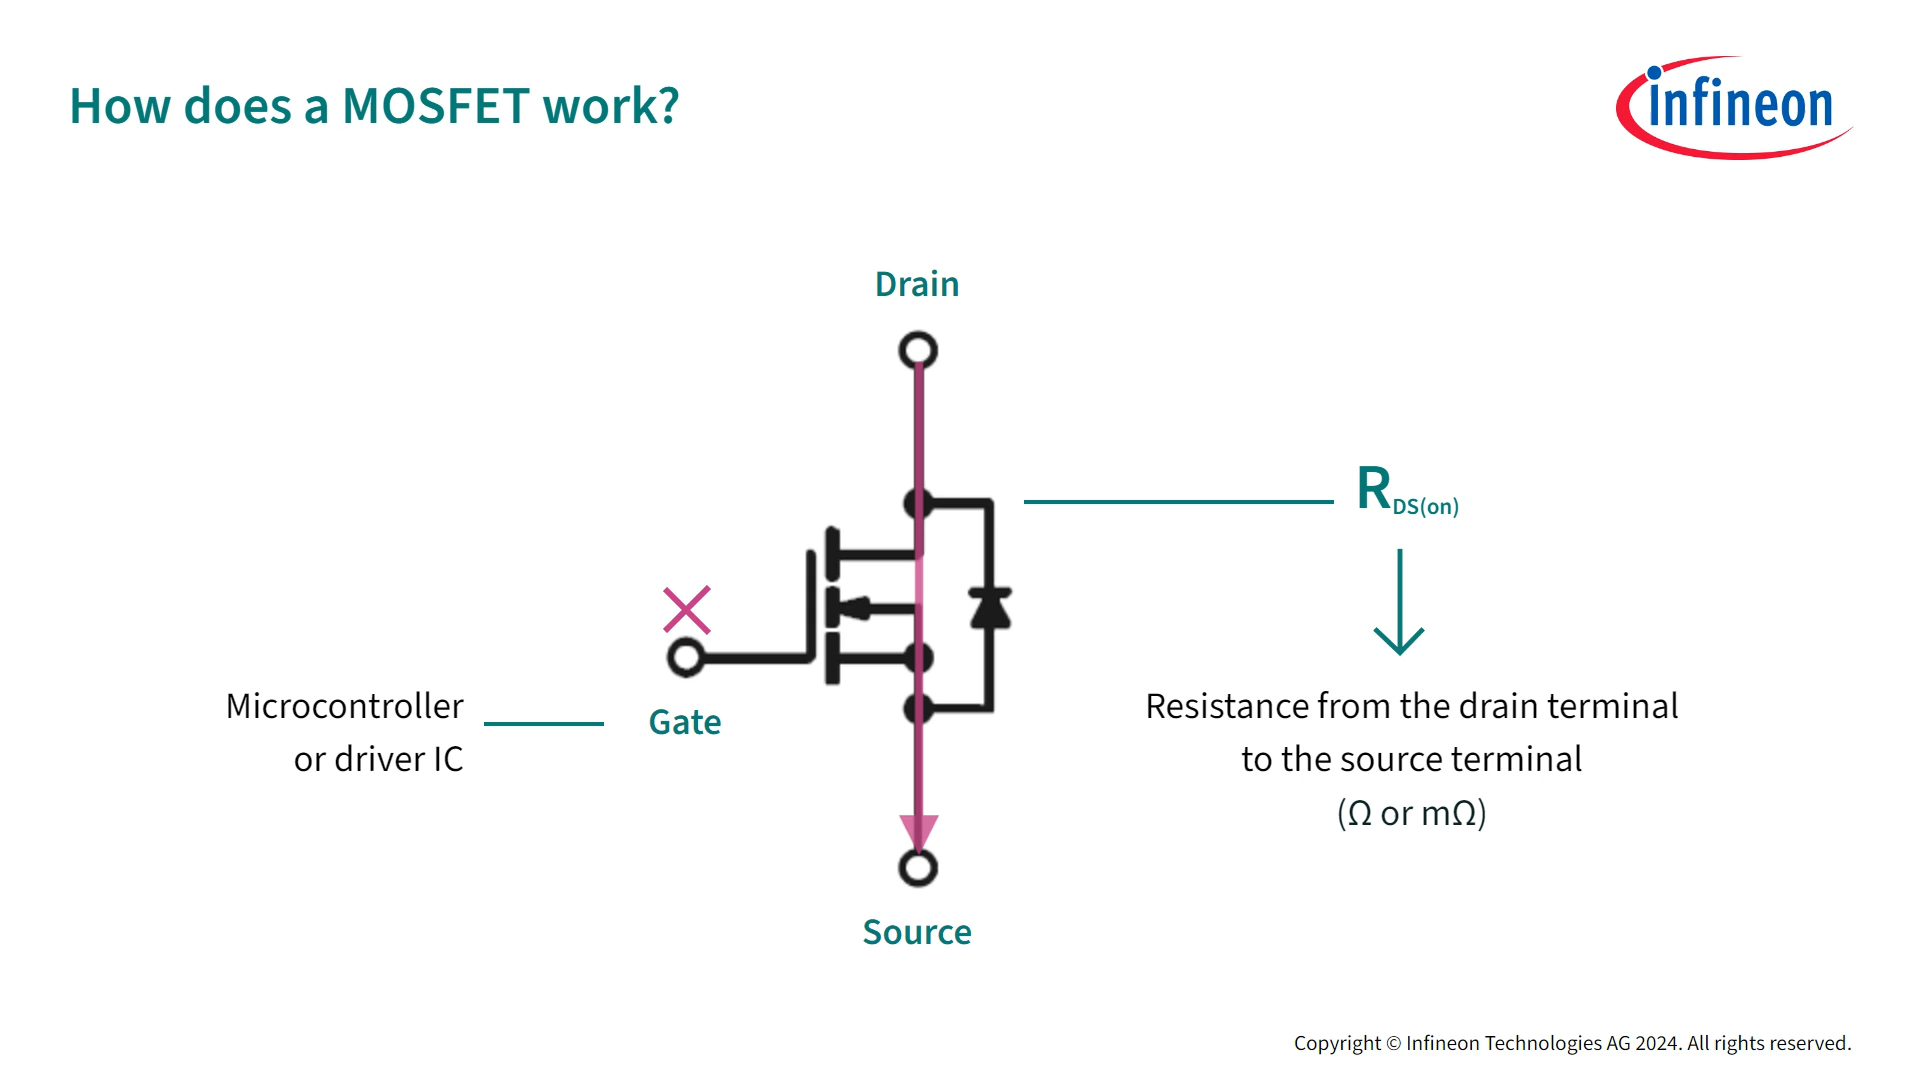 How does a MOSFET work?
infineon
Drain
RDS(on)
Microcontroller
or driver IC
Gate
Resistance from the drain terminal
to the source terminal
(Ω or mΩ)
Source
Copyright © Infineon Technologies AG 2024. All rights reserved.